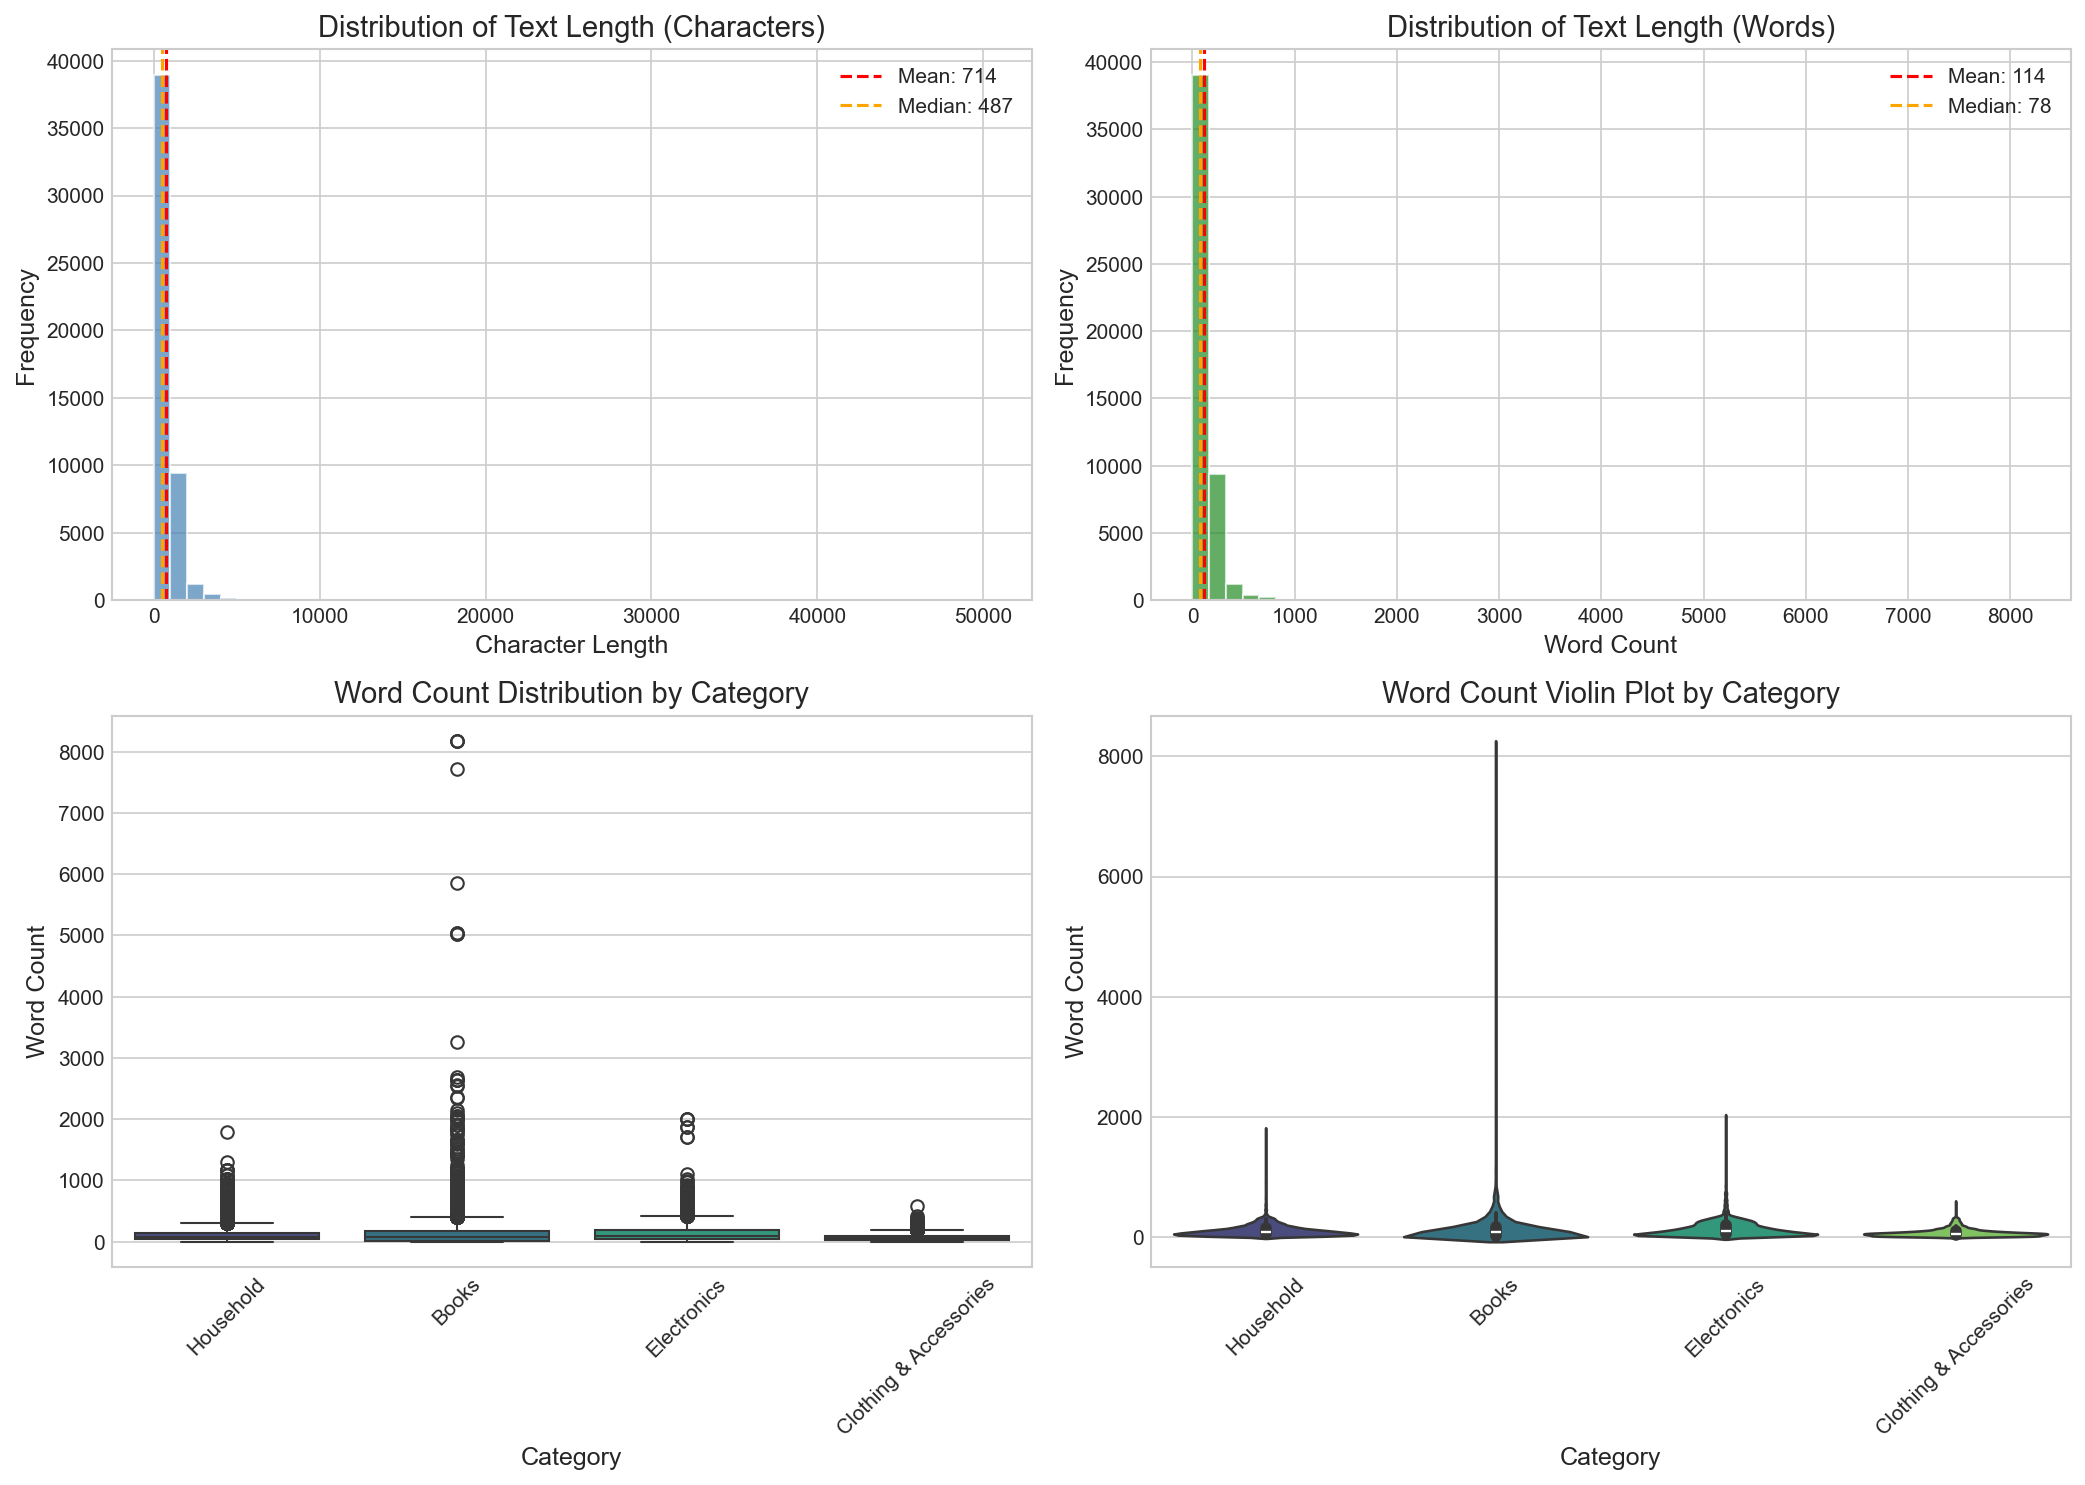 Distribution of Text Length (Characters)
Frequency
40000
35000
30000
25000
20000
15000
10000
5000
0
Mean: 714
Median: 487
0 10000 20000 30000 40000 50000
Character Length
Distribution of Text Length (Words)
Frequency
40000
35000
30000
25000
20000
15000
10000
5000
0
Mean: 114
Median: 78
0 1000 2000 3000 4000 5000 6000 7000 8000
Word Count
Word Count Distribution by Category
Word Count
8000
7000
6000
5000
4000
3000
2000
1000
0
Household
Books
Electronics
Clothing & Accessories
Category
Word Count Violin Plot by Category
Word Count
8000
6000
4000
2000
0
Household
Books
Electronics
Clothing & Accessories
Category